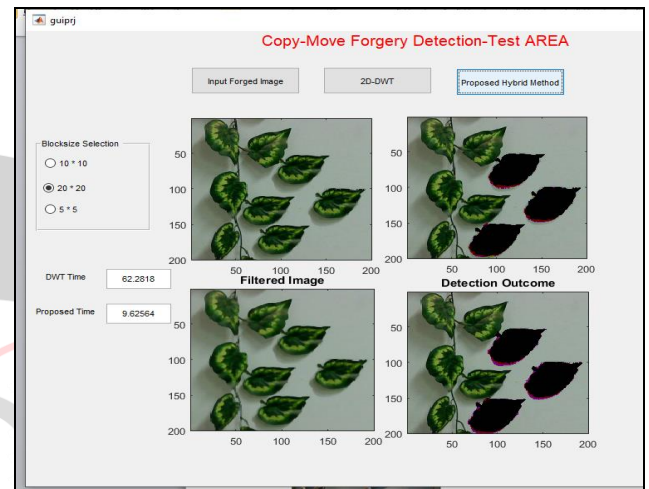 guiprj
Copy-Move Forgery Detection-Test AREA
Input Forged Image
2D-DWT
Proposed Hybrid Method
Blocksize Selection
10 * 10
20 * 20
5 * 5
50
100
150
200
50 100 150 200
50
100
150
200
50 100 150 200
DWT Time
62.2818
Proposed Time
9.62564
Filtered Image
50
100
150
200
50 100 150 200
Detection Outcome
50
100
150
200
50 100 150 200